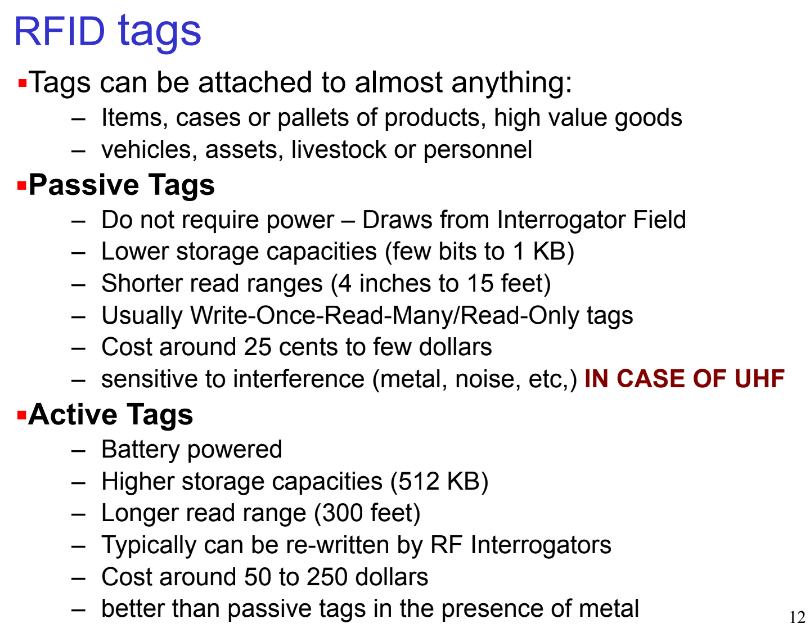 RFID tags
▪Tags can be attached to almost anything:
– Items, cases or pallets of products, high value goods
– vehicles, assets, livestock or personnel
▪Passive Tags
– Do not require power – Draws from Interrogator Field
– Lower storage capacities (few bits to 1 KB)
– Shorter read ranges (4 inches to 15 feet)
– Usually Write-Once-Read-Many/Read-Only tags
– Cost around 25 cents to few dollars
– sensitive to interference (metal, noise, etc,) IN CASE OF UHF
▪Active Tags
– Battery powered
– Higher storage capacities (512 KB)
– Longer read range (300 feet)
– Typically can be re-written by RF Interrogators
– Cost around 50 to 250 dollars
– better than passive tags in the presence of metal
12